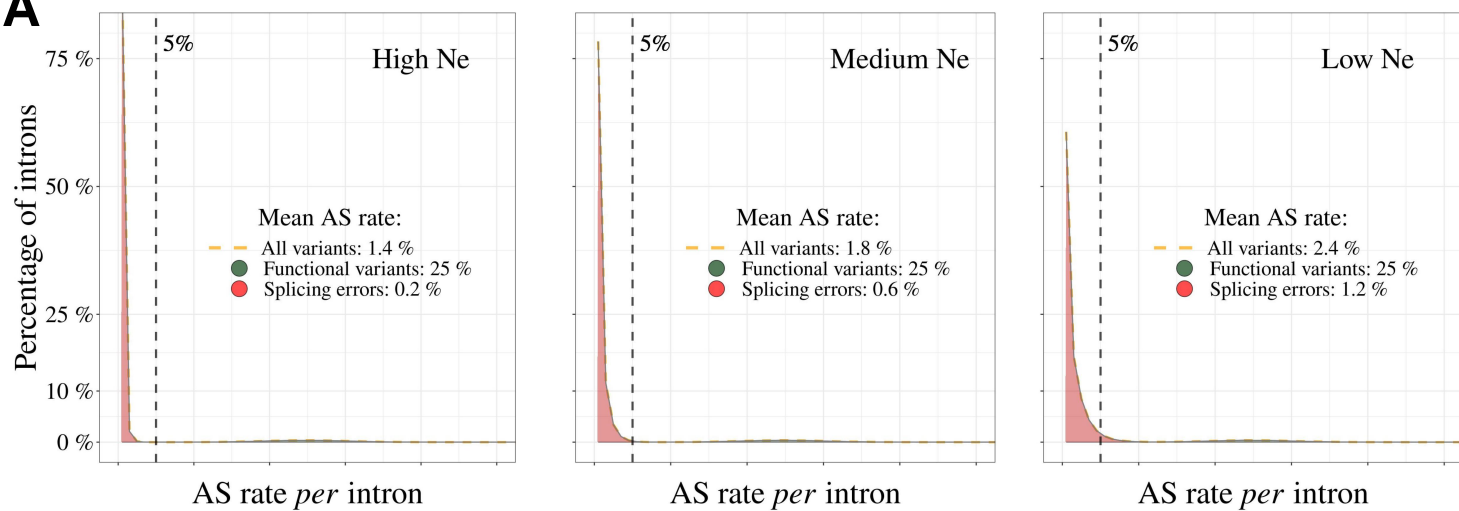 A
Percentage of introns
75 %
50 %
25 %
10 %
0 %
5%
High Ne
Mean AS rate:
All variants: 1.4 %
Functional variants: 25 %
Splicing errors: 0.2 %
AS rate per intron
5%
Medium Ne
Mean AS rate:
All variants: 1.8 %
Functional variants: 25 %
Splicing errors: 0.6 %
AS rate per intron
5%
Low Ne
Mean AS rate:
All variants: 2.4 %
Functional variants: 25 %
Splicing errors: 1.2 %
AS rate per intron